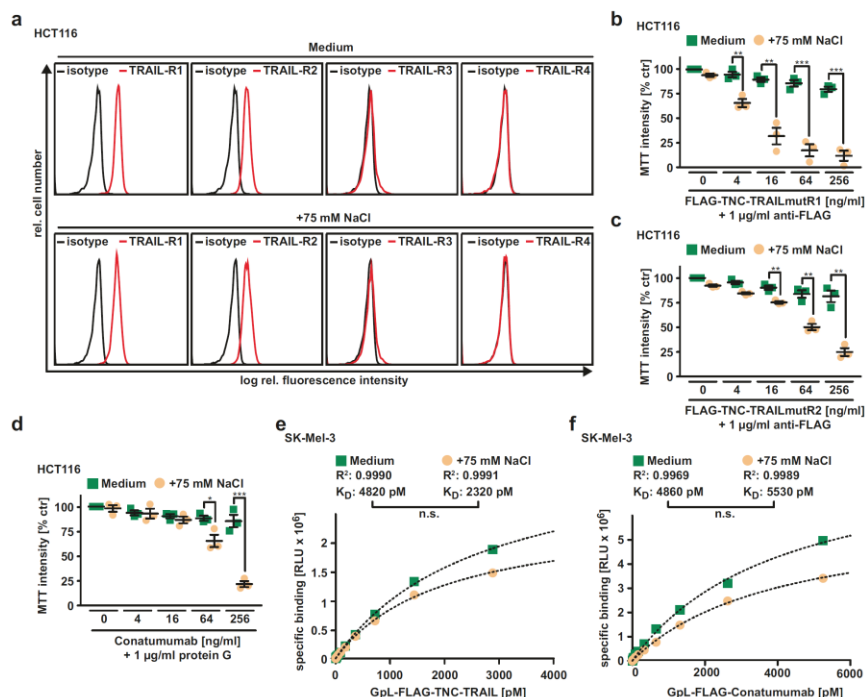 a
HCT116
Medium
isotype TRAIL-R1 isotype TRAIL-R2 isotype TRAIL-R3 isotype TRAIL-R4
+75 mM NaCl
isotype TRAIL-R1 isotype TRAIL-R2 isotype TRAIL-R3 isotype TRAIL-R4
rel. cell number
log rel. fluorescence intensity
b
HCT116
Medium +75 mM NaCl
MTT intensity [% ctr]
100
75
50
25
0
** ** *** ***
0 4 16 64 256
FLAG-TNC-TRAILmutR1 [ng/ml]
+ 1 µg/ml anti-FLAG
c
HCT116
Medium +75 mM NaCl
MTT intensity [% ctr]
100
75
50
25
0
** ** **
0 4 16 64 256
FLAG-TNC-TRAILmutR2 [ng/ml]
+ 1 µg/ml anti-FLAG
d
HCT116
Medium +75 mM NaCl
MTT intensity [% ctr]
100
75
50
25
0
* ***
0 4 16 64 256
Conatumumab [ng/ml]
+ 1 µg/ml protein G
e
SK-Mel-3
Medium +75 mM NaCl
R²: 0.9990 R²: 0.9991
KD: 4820 pM KD: 2320 pM
n.s.
specific binding [RLU x 10⁶]
2
1.5
1
0.5
0
0 1000 2000 3000 4000
GpL-FLAG-TNC-TRAIL [pM]
f
SK-Mel-3
Medium +75 mM NaCl
R²: 0.9969 R²: 0.9989
KD: 4860 pM KD: 5530 pM
n.s.
specific binding [RLU x 10⁶]
5
4
3
2
1
0
0 2000 4000 6000
GpL-FLAG-Conatumumab [pM]